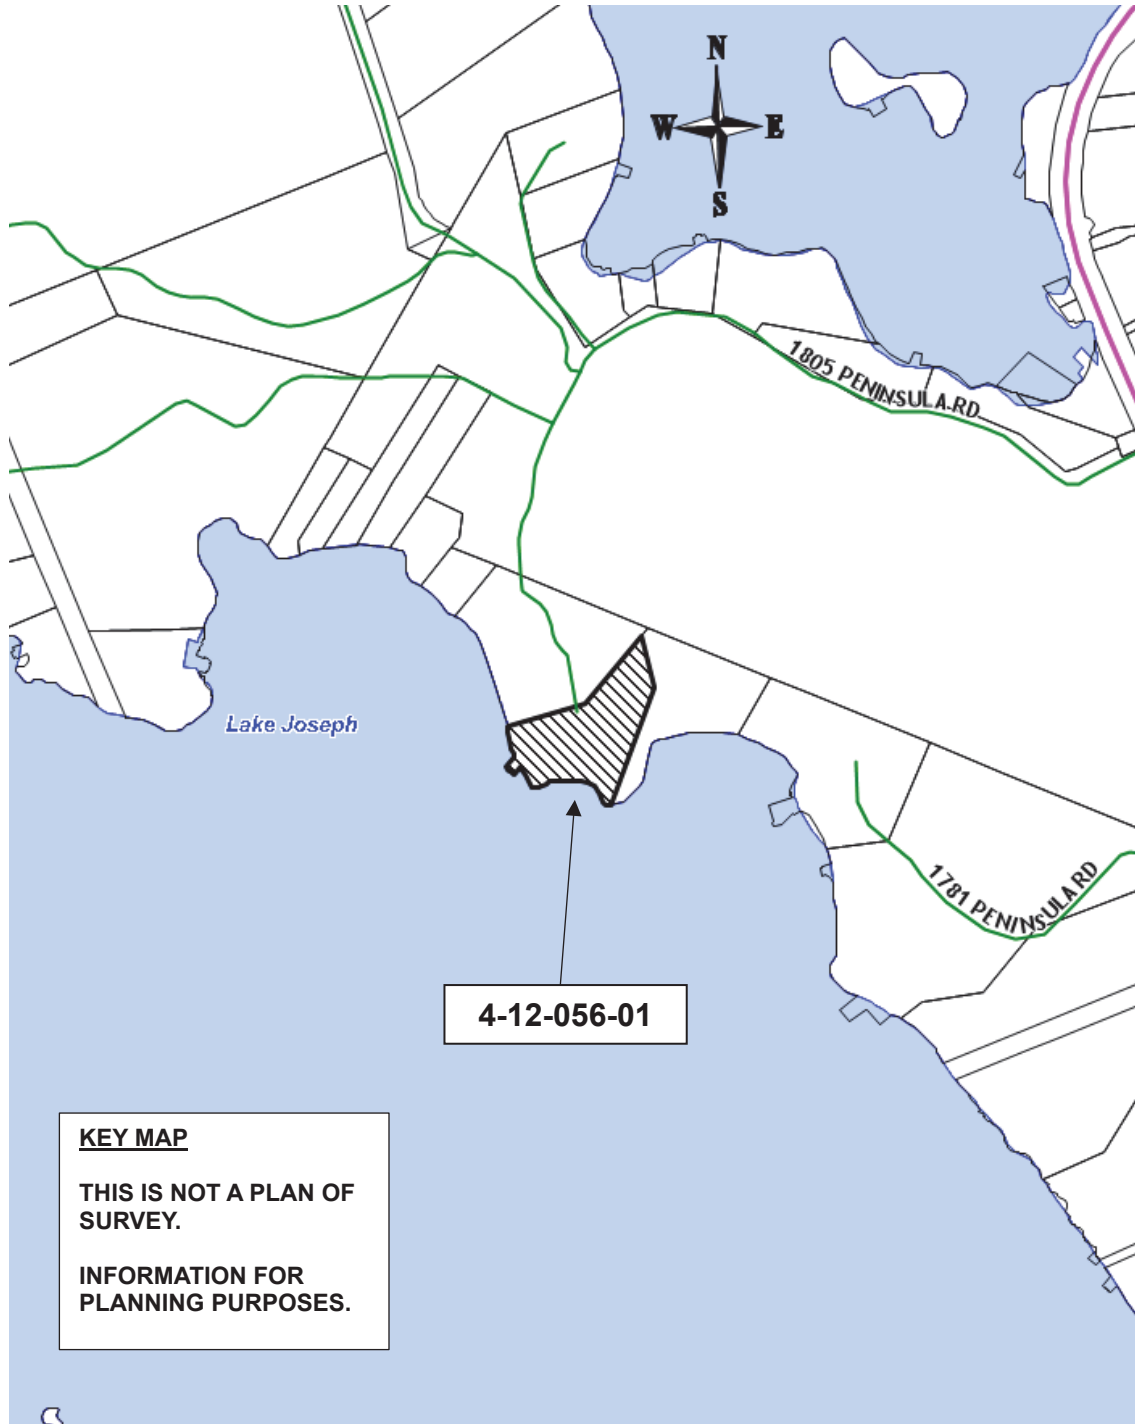 N
W E
S
1805 PENINSULA RD
Lake Joseph
1781 PENINSULA RD
4-12-056-01
KEY MAP
THIS IS NOT A PLAN OF
SURVEY.
INFORMATION FOR
PLANNING PURPOSES.